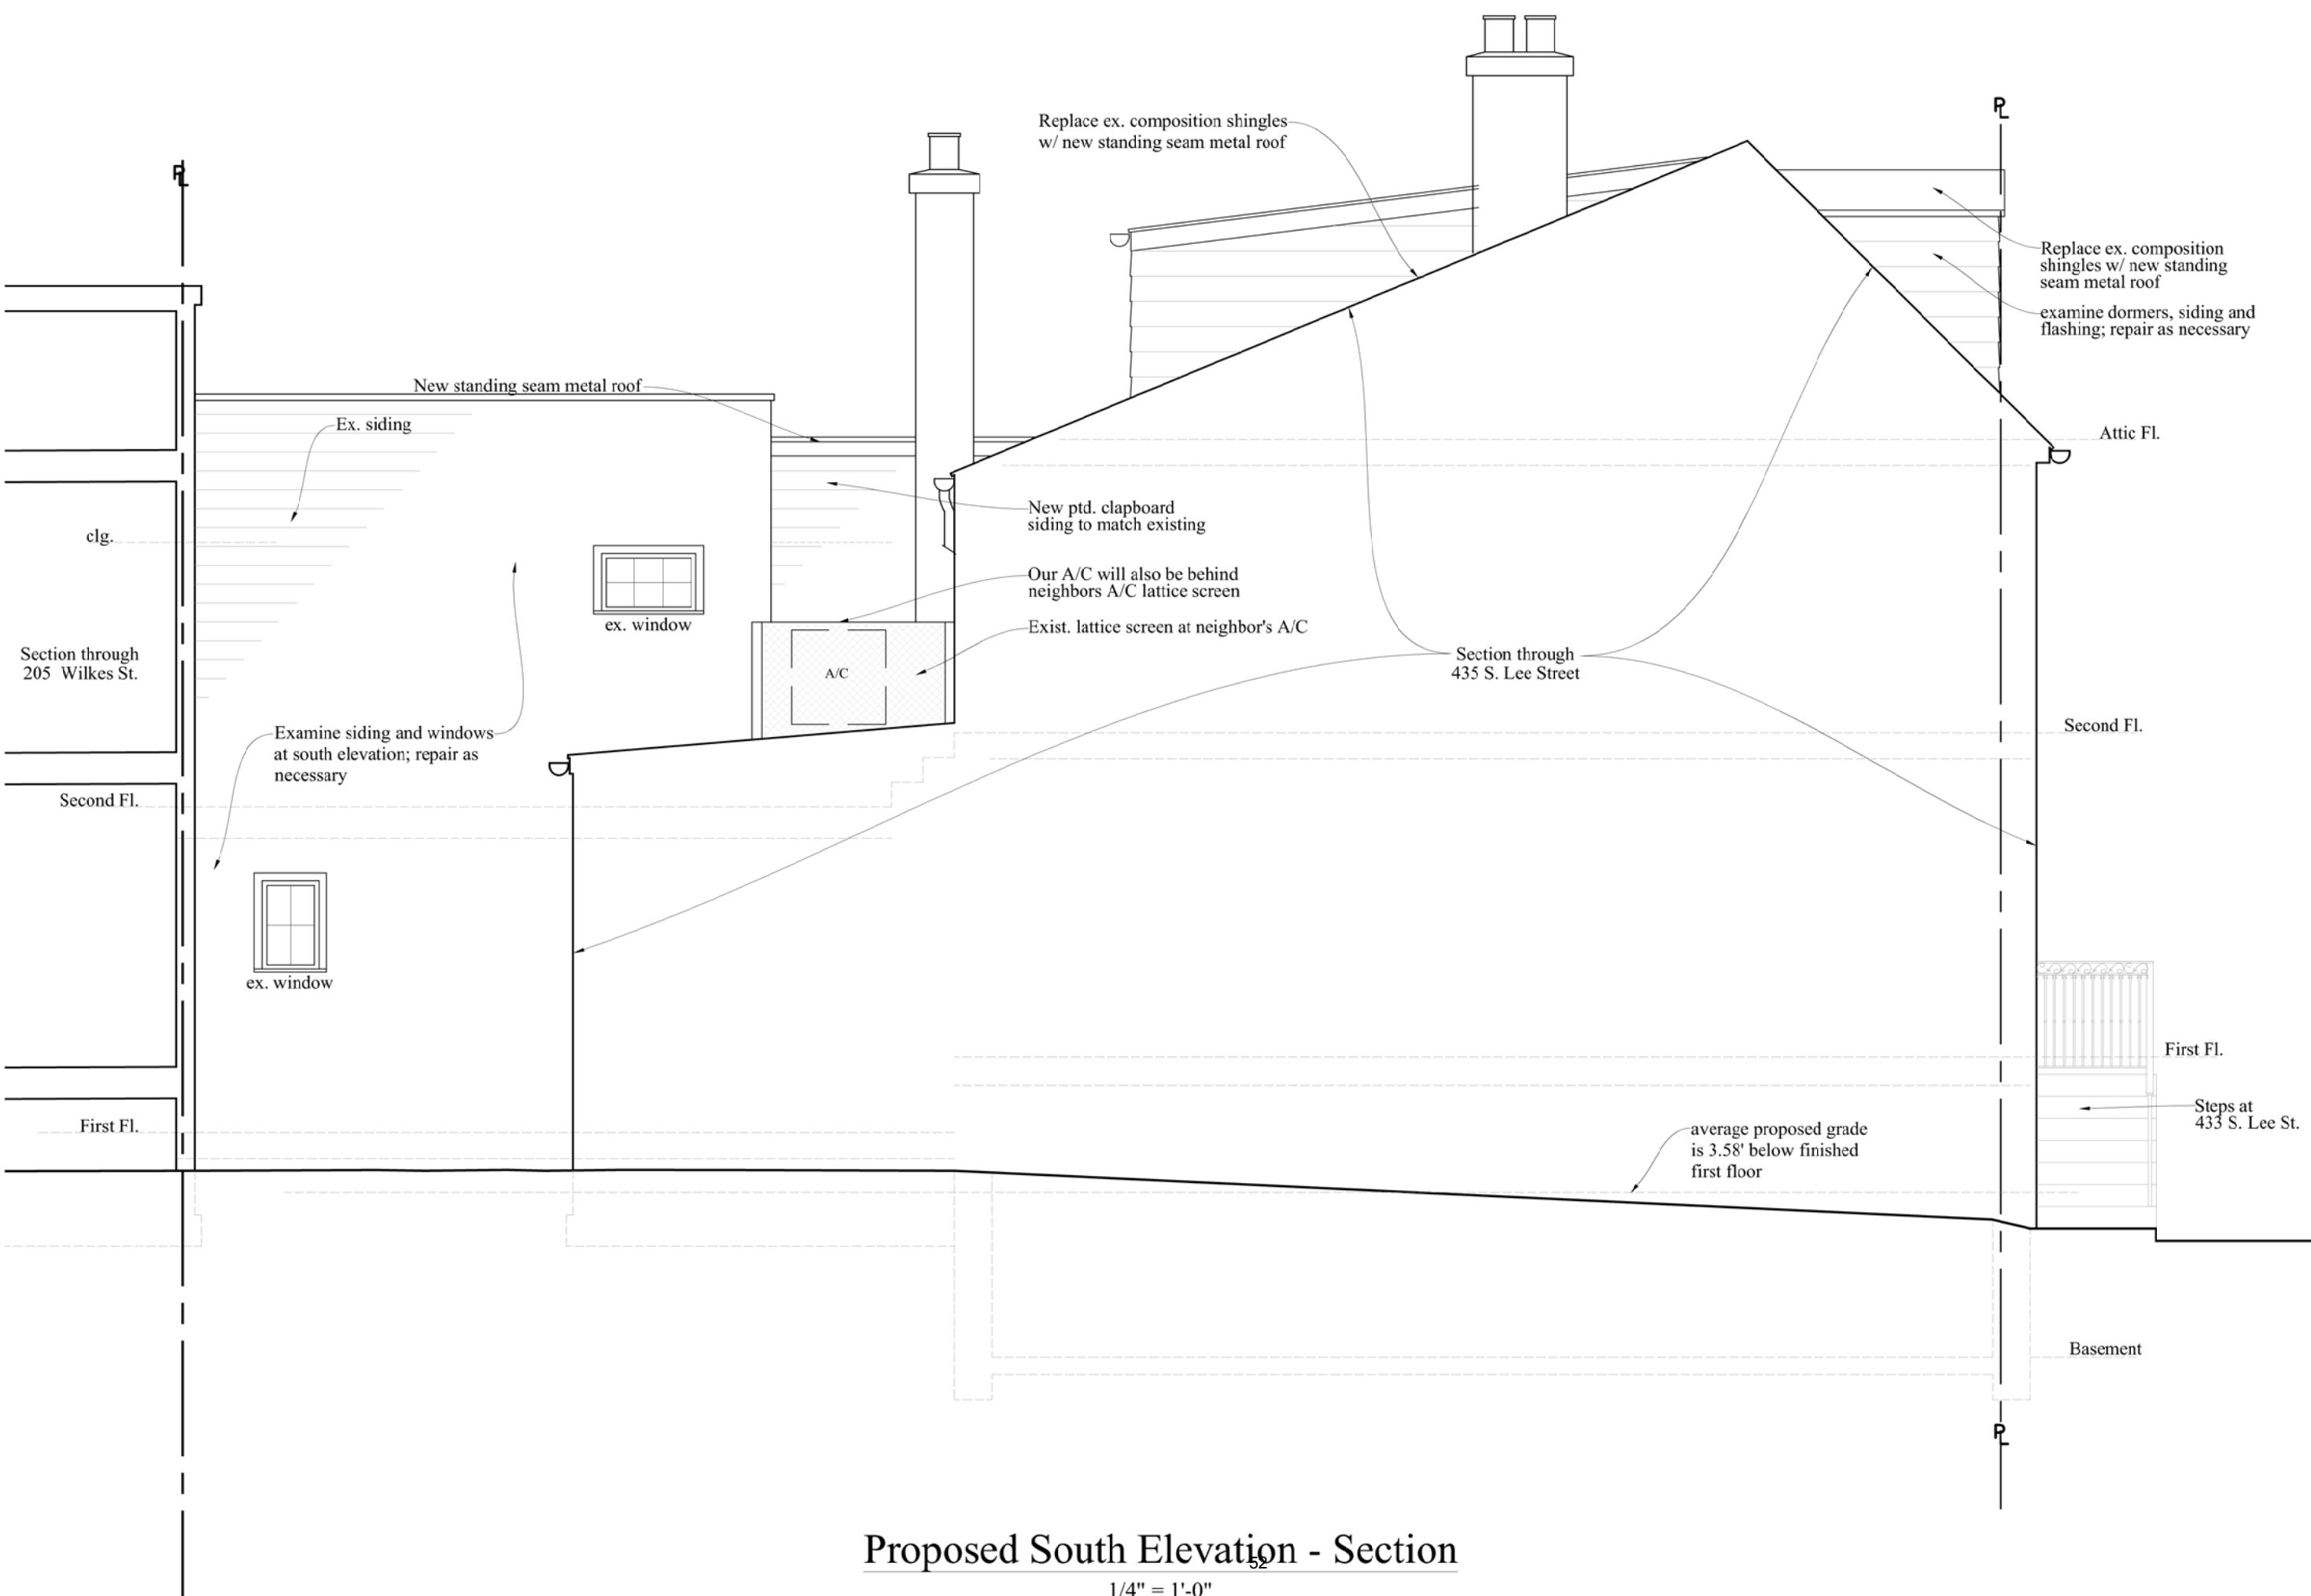 PL
Replace ex. composition shingles
w/ new standing seam metal roof
PL
Replace ex. composition
shingles w/ new standing
seam metal roof
examine dormers, siding and
flashing; repair as necessary
New standing seam metal roof
Ex. siding
Attic Fl.
clg.
New ptd. clapboard
siding to match existing
Our A/C will also be behind
neighbors A/C lattice screen
ex. window
Exist. lattice screen at neighbor's A/C
A/C
Section through
205 Wilkes St.
Section through
435 S. Lee Street
Examine siding and windows
at south elevation; repair as
necessary
Second Fl.
Second Fl.
ex. window
First Fl.
First Fl.
average proposed grade
is 3.58' below finished
first floor
Steps at
433 S. Lee St.
Basement
PL
Proposed South Elevation - Section
52
1/4" = 1'-0"